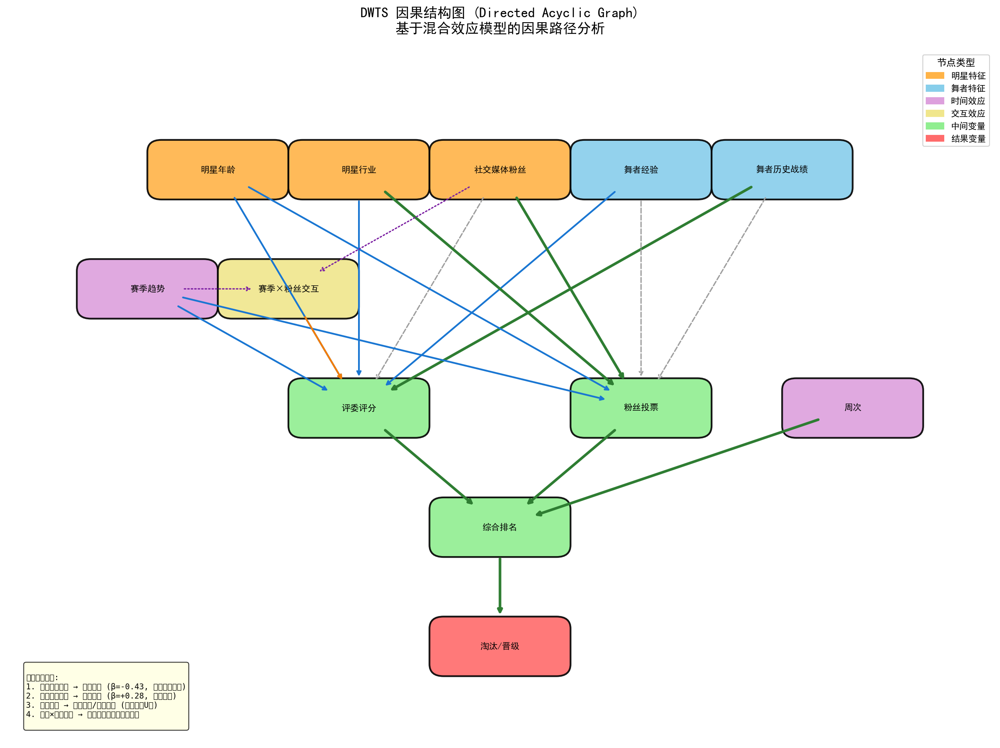 DWTS 因果结构图 (Directed Acyclic Graph)
基于混合效应模型的因果路径分析
节点类型
明星特征
舞者特征
时间效应
交互效应
中间变量
结果变量
明星年龄
明星行业
社交媒体粉丝
舞者经验
舞者历史战绩
赛季趋势
赛季×粉丝交互
评委评分
粉丝投票
周次
综合排名
淘汰/晋级
:
1. → (β=-0.43, )
2. → (β=+0.28, )
3. → / ( U )
4. × →